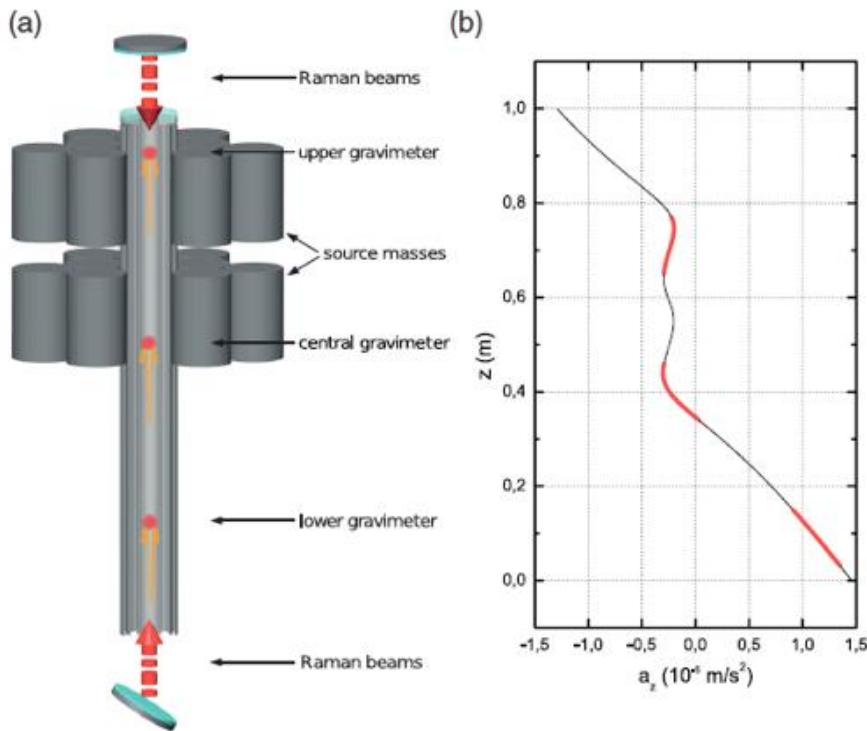 (a)
Raman beams
upper gravimeter
source masses
central gravimeter
lower gravimeter
Raman beams
(b)
1,0
0,8
0,6
0,4
0,2
0,0
z (m)
-1,5 -1,0 -0,5 0,0 0,5 1,0 1,5
a_z (10⁻⁶ m/s²)